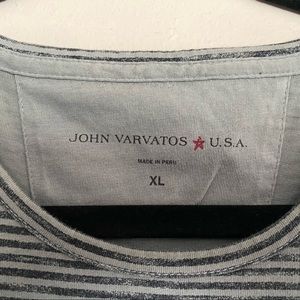 JOHN VARVATOS ★ U.S.A.
MADE IN PERU
XL